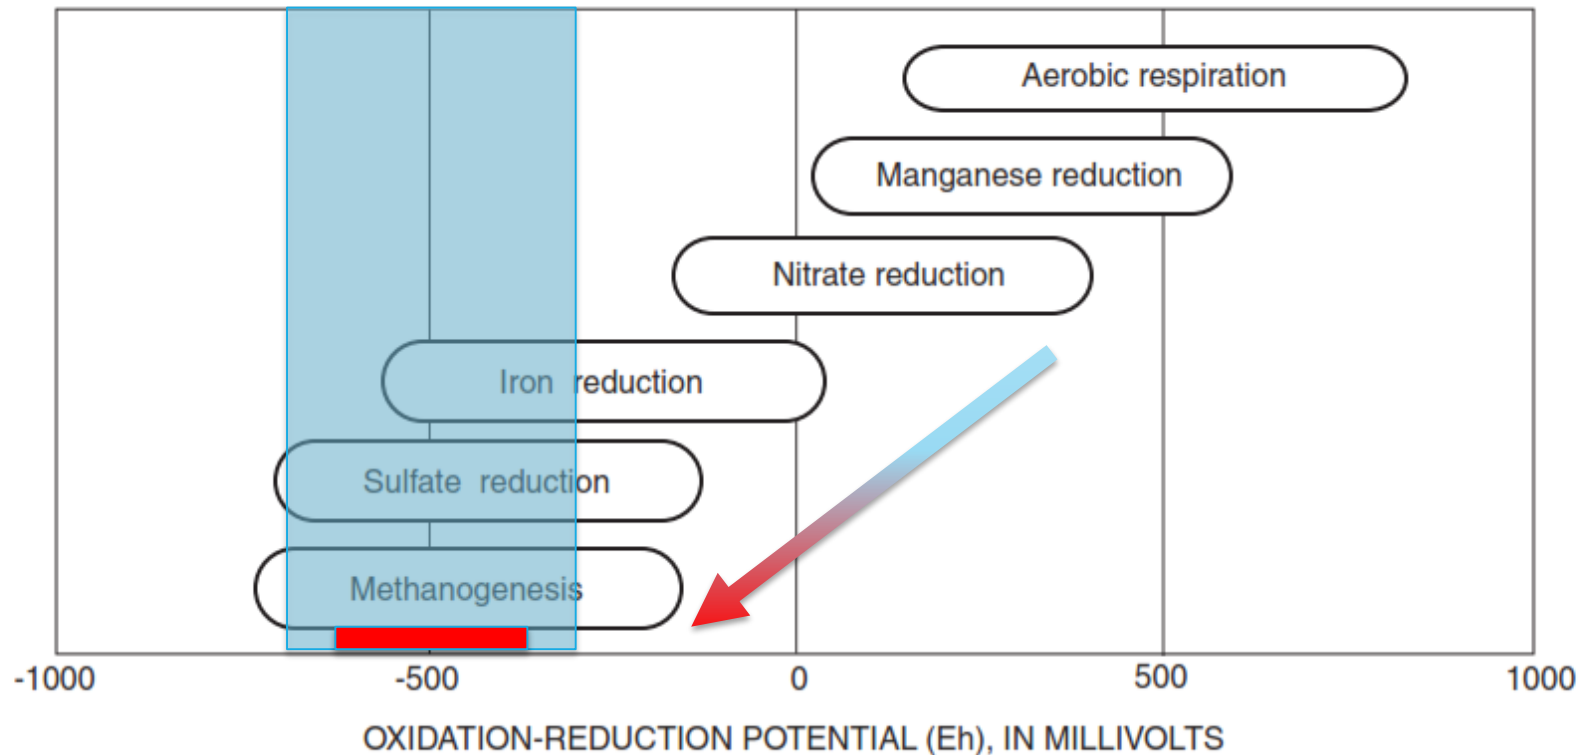 Aerobic respiration
Manganese reduction
Nitrate reduction
Iron reduction
Sulfate reduction
Methanogenesis
-1000 -500 0 500 1000
OXIDATION-REDUCTION POTENTIAL (Eh), IN MILLIVOLTS